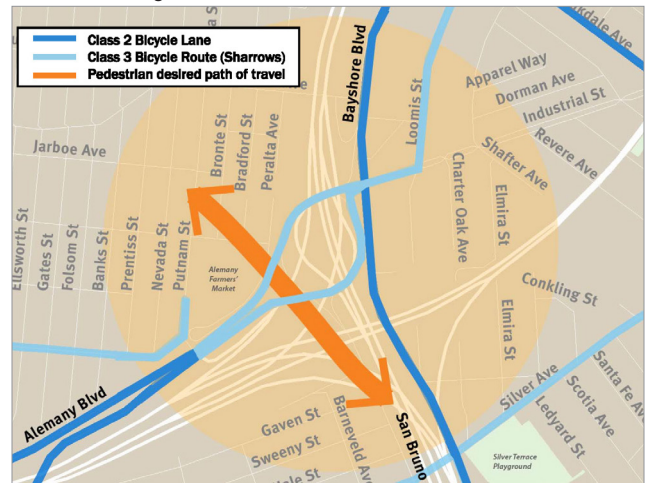 Class 2 Bicycle Lane
Class 3 Bicycle Route (Sharrows)
Pedestrian desired path of travel
Bayshore Blvd
Loomis St
Apparel Way
Dorman Ave
Industrial St
Revere Ave
Shafter Ave
Jarboe Ave
Bronte St
Bradford St
Peralta Ave
Charter Oak Ave
Elmira St
Ellsworth St
Gates St
Folsom St
Banks St
Prentiss St
Nevada St
Putnam St
Alemany
Farmers'
Market
Conkling St
Elmira St
Silver Ave
Santa Fe Av
Scotia Ave
Ledyard St
Alemany Blvd
Gaven St
Sweeny St
Barneveld Ave
San Bruno
Silver Terrace
Playground